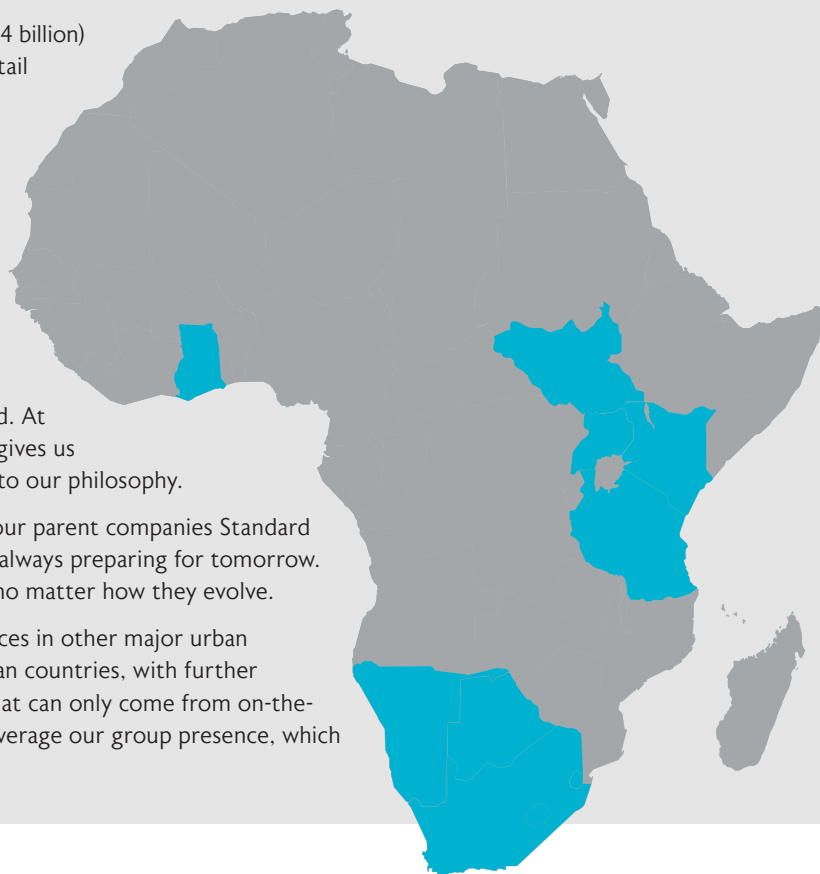 4 billion)
tail
d. At
gives us
to our philosophy.
our parent companies Standard
always preparing for tomorrow.
no matter how they evolve.
ces in other major urban
an countries, with further
at can only come from on-the-
verage our group presence, which